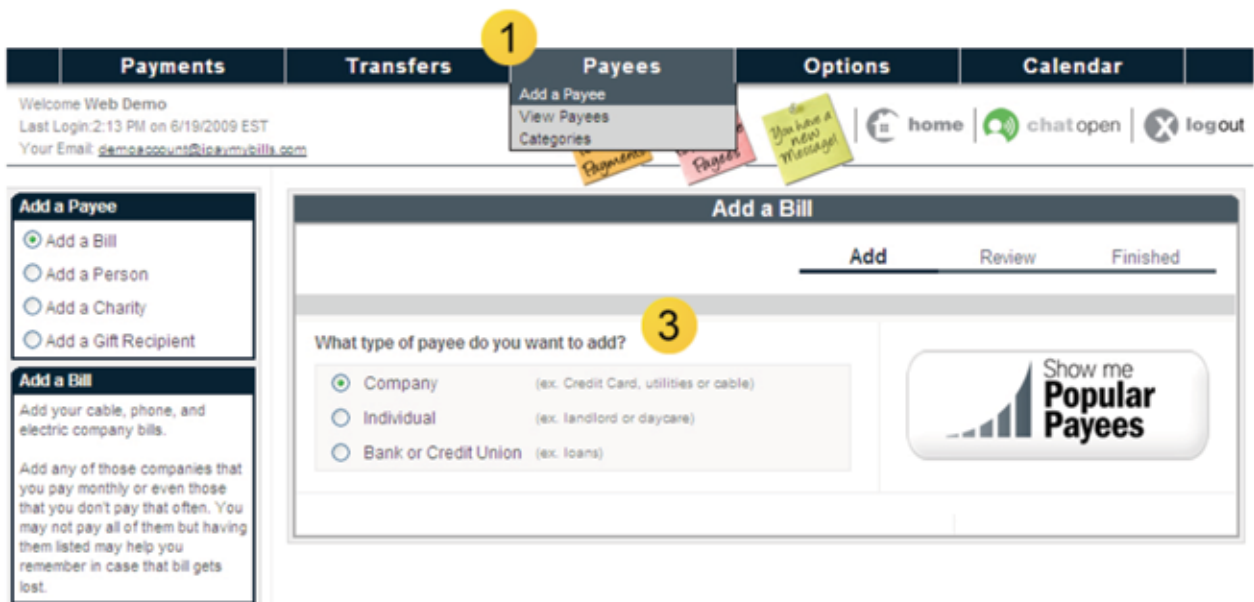 1
Payments Transfers Payees Options Calendar
Welcome Web Demo
Last Login:2:13 PM on 6/19/2009 EST
Your Email: demoaccount@ipaymybills.com
Add a Payee
View Payees
Categories
Payments
Payees
You have a
new
Message!
home
chat open
X logout
Add a Payee
Add a Bill
Add a Person
Add a Charity
Add a Gift Recipient
Add a Bill
Add your cable, phone, and
electric company bills.
Add any of those companies that
you pay monthly or even those
that you don't pay that often. You
may not pay all of them but having
them listed may help you
remember in case that bill gets
lost.
Add a Bill
Add Review Finished
3
What type of payee do you want to add?
Company (ex. Credit Card, utilities or cable)
Individual (ex. landlord or daycare)
Bank or Credit Union (ex. loans)
Show me
Popular
Payees